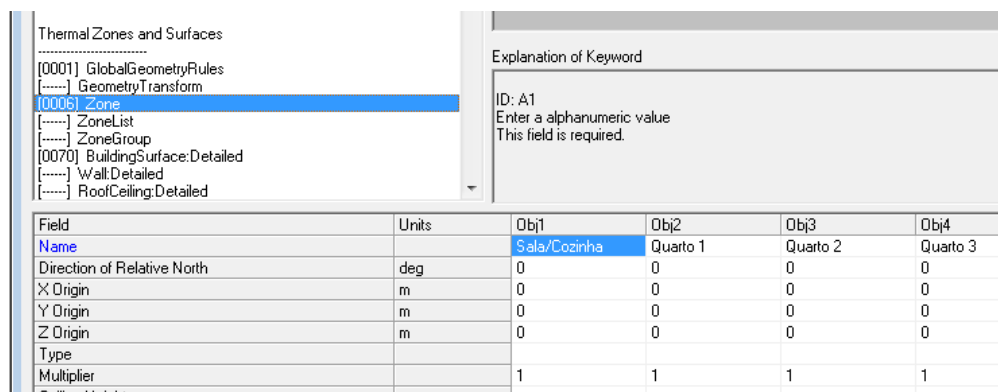 Thermal Zones and Surfaces
---------------------------
[0001] GlobalGeometryRules
[------] GeometryTransform
[0006] Zone
[------] ZoneList
[------] ZoneGroup
[0070] BuildingSurface:Detailed
[------] Wall:Detailed
[------] RoofCeiling:Detailed
Explanation of Keyword
ID: A1
Enter a alphanumeric value
This field is required.
Field Units Obj1 Obj2 Obj3 Obj4
Name Sala/Cozinha Quarto 1 Quarto 2 Quarto 3
Direction of Relative North deg 0 0 0 0
X Origin m 0 0 0 0
Y Origin m 0 0 0 0
Z Origin m 0 0 0 0
Type
Multiplier 1 1 1 1